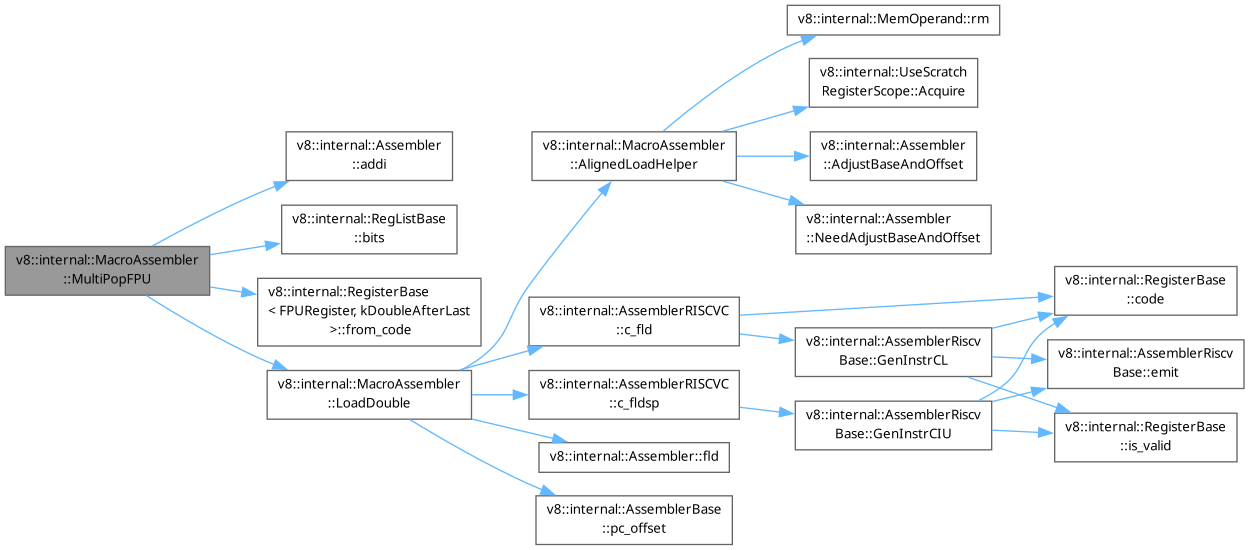 v8::internal::MacroAssembler
::MultiPopFPU
v8::internal::Assembler
::addi
v8::internal::RegListBase
::bits
v8::internal::RegisterBase
< FPURegister, kDoubleAfterLast
>::from_code
v8::internal::MacroAssembler
::LoadDouble
v8::internal::MacroAssembler
::AlignedLoadHelper
v8::internal::MemOperand::rm
v8::internal::UseScratch
RegisterScope::Acquire
v8::internal::Assembler
::AdjustBaseAndOffset
v8::internal::Assembler
::NeedAdjustBaseAndOffset
v8::internal::AssemblerRISCVC
::c_fld
v8::internal::AssemblerRiscv
Base::GenInstrCL
v8::internal::RegisterBase
::code
v8::internal::AssemblerRiscv
Base::emit
v8::internal::RegisterBase
::is_valid
v8::internal::AssemblerRISCVC
::c_fldsp
v8::internal::AssemblerRiscv
Base::GenInstrCIU
v8::internal::Assembler::fld
v8::internal::AssemblerBase
::pc_offset